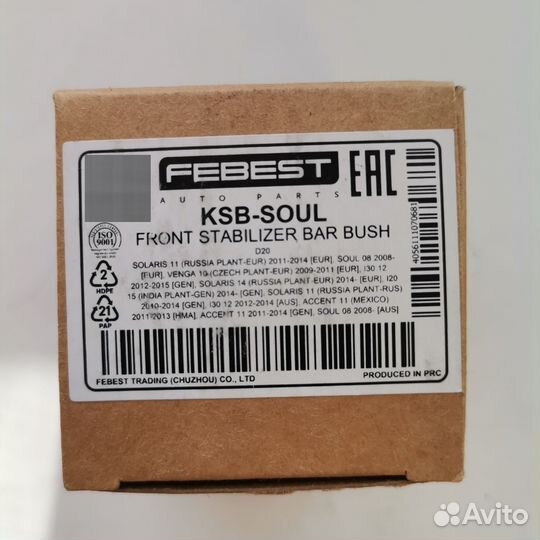 FEBEST
AUTO PARTS
EAC
KSB-SOUL
FRONT STABILIZER BAR BUSH
D20
SOLARIS 11 (RUSSIA PLANT-EUR) 2011-2014 [EUR], SOUL 08 2008-
[EUR], VENGA 10 (CZECH PLANT-EUR) 2009-2011 [EUR], I30 12
2012-2015 [GEN], SOLARIS 14 (RUSSIA PLANT-EUR) 2014- [EUR], I20
15 (INDIA PLANT-GEN) 2014- [GEN], SOLARIS 11 (RUSSIA PLANT-RUS)
2010-2014 [GEN], I30 12 2012-2014 [AUS], ACCENT 11 (MEXICO)
2011-2013 [HMA], ACCENT 11 2011-2014 [GEN], SOUL 08 2008- [AUS]
ISO
9001
2
HDPE
21
PAP
4056111070681
FEBEST TRADING (CHUZHOU) CO., LTD
PRODUCED IN PRC
Avito